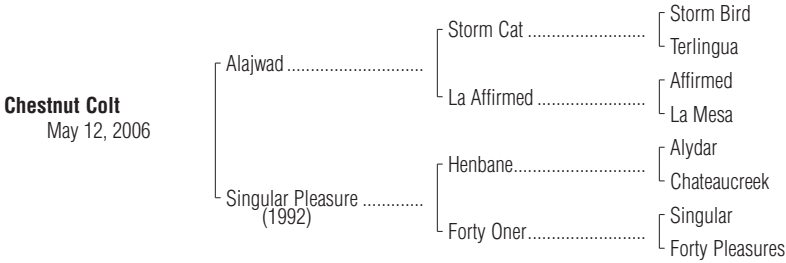 Storm Bird
Storm Cat ..........................
Terlingua
Alajwad .............................
Affirmed
La Affirmed ........................
La Mesa
Chestnut Colt
May 12, 2006
Alydar
Henbane.............................
Chateaucreek
Singular Pleasure .............
(1992)
Singular
Forty Oner..........................
Forty Pleasures